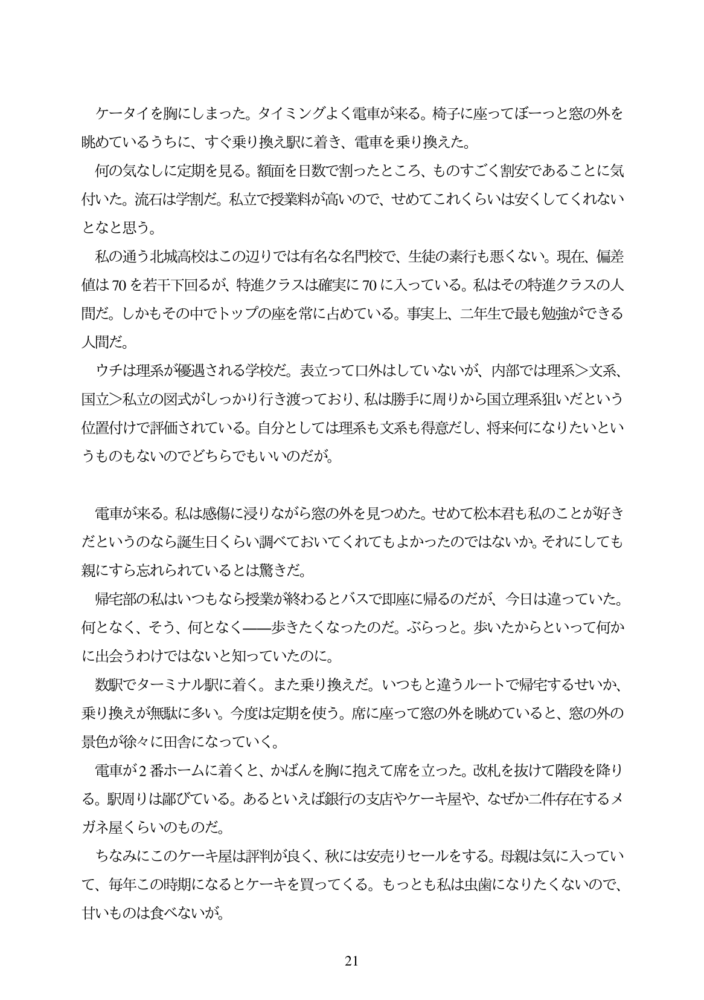 ケータイを胸にしまった。タイミングよく電車が来る。椅子に座ってぼーっと窓の外を
眺めているうちに、すぐ乗り換え駅に着き、電車を乗り換えた。
　何の気なしに定期を見る。額面を日数で割ったところ、ものすごく割安であることに気
付いた。流石は学割だ。私立で授業料が高いので、せめてこれくらいは安くしてくれない
となと思う。
　私の通う北城高校はこの辺りでは有名な名門校で、生徒の素行も悪くない。現在、偏差
値は 70 を若干下回るが、特進クラスは確実に 70 に入っている。私はその特進クラスの人
間だ。しかもその中でトップの座を常に占めている。事実上、二年生で最も勉強ができる
人間だ。
　ウチは理系が優遇される学校だ。表立って口外はしていないが、内部では理系＞文系、
国立＞私立の図式がしっかり行き渡っており、私は勝手に周りから国立理系狙いだという
位置付けで評価されている。自分としては理系も文系も得意だし、将来何になりたいとい
うものもないのでどちらでもいいのだが。
　電車が来る。私は感傷に浸りながら窓の外を見つめた。せめて松本君も私のことが好き
だというのなら誕生日くらい調べておいてくれてもよかったのではないか。それにしても
親にすら忘れられているとは驚きだ。
　帰宅部の私はいつもなら授業が終わるとバスで即座に帰るのだが、今日は違っていた。
何となく、そう、何となく――歩きたくなったのだ。ぶらっと。歩いたからといって何か
に出会うわけではないと知っていたのに。
　数駅でターミナル駅に着く。また乗り換えだ。いつもと違うルートで帰宅するせいか、
乗り換えが無駄に多い。今度は定期を使う。席に座って窓の外を眺めていると、窓の外の
景色が徐々に田舎になっていく。
　電車が 2 番ホームに着くと、かばんを胸に抱えて席を立った。改札を抜けて階段を降り
る。駅周りは鄙びている。あるといえば銀行の支店やケーキ屋や、なぜか二件存在するメ
ガネ屋くらいのものだ。
　ちなみにこのケーキ屋は評判が良く、秋には安売りセールをする。母親は気に入ってい
て、毎年この時期になるとケーキを買ってくる。もっとも私は虫歯になりたくないので、
甘いものは食べないが。
21